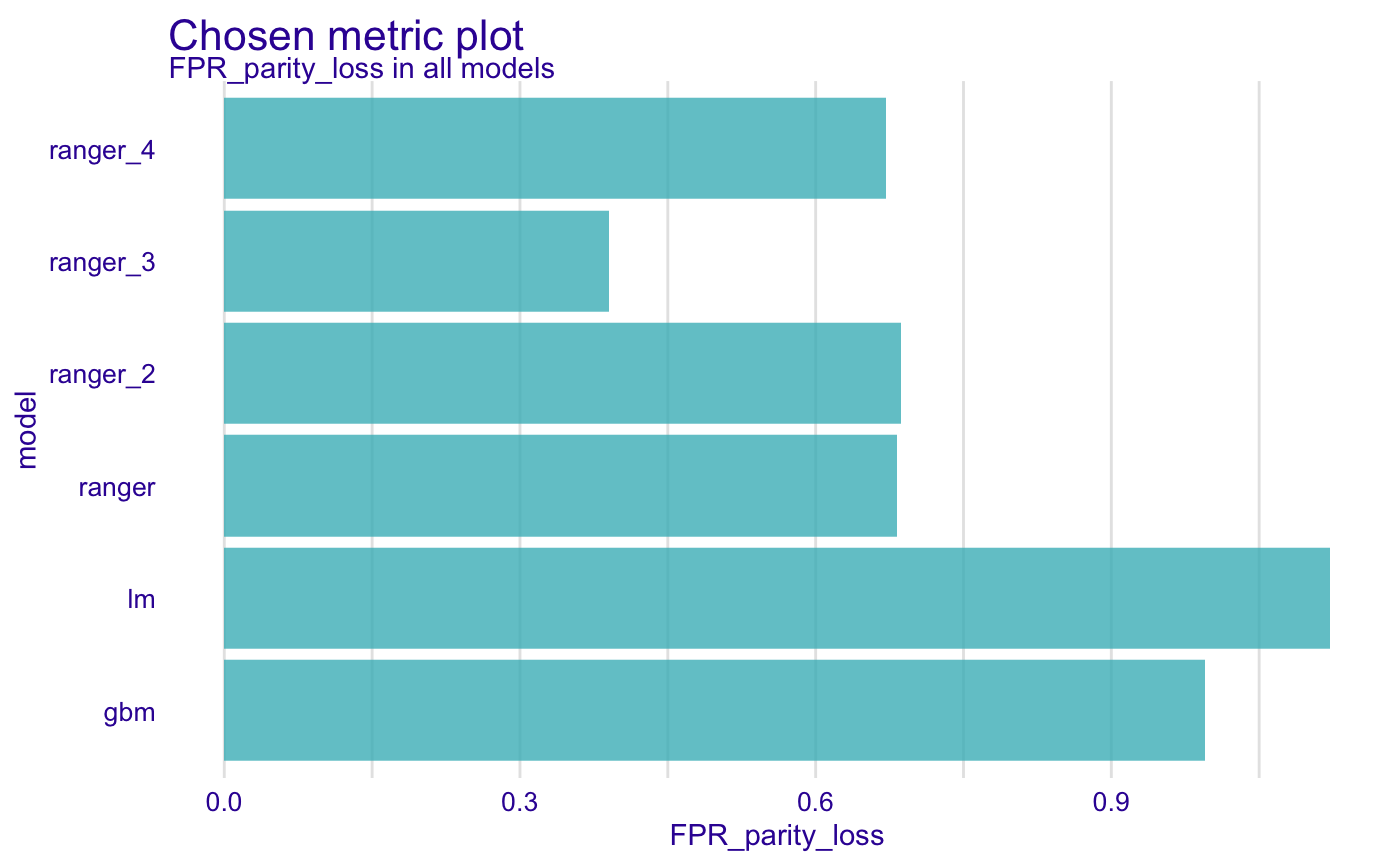 Chosen metric plot
FPR_parity_loss in all models
ranger_4
ranger_3
ranger_2
ranger
lm
gbm
model
0.0 0.3 0.6 0.9
FPR_parity_loss